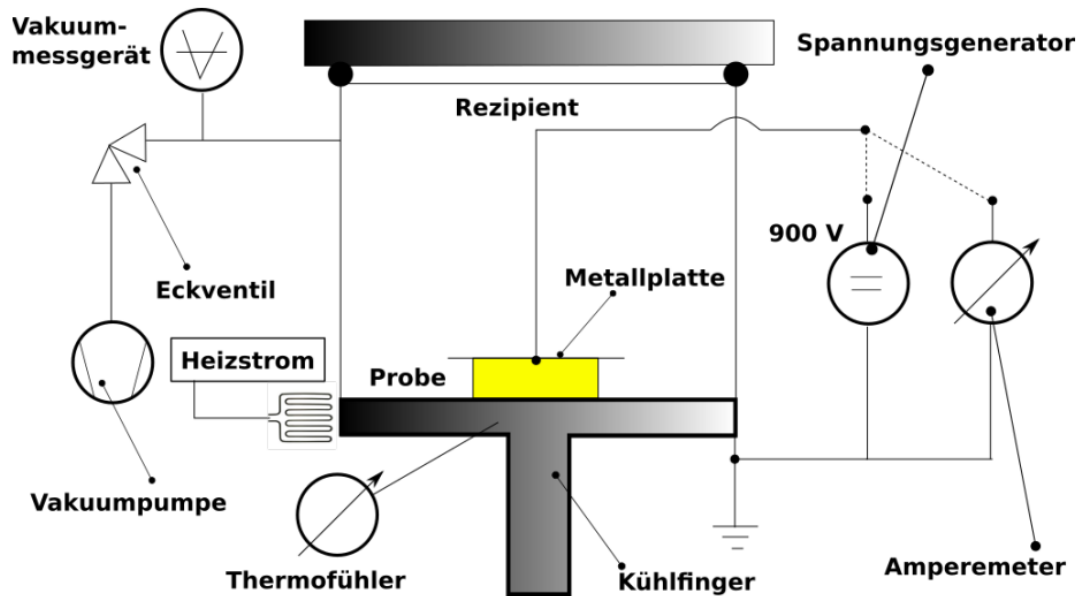 Vakuum-
messgerät
Spannungsgenerator
Rezipient
900 V
Eckventil
Metallplatte
Heizstrom
Probe
Vakuumpumpe
Thermofühler
Kühlfinger
Amperemeter